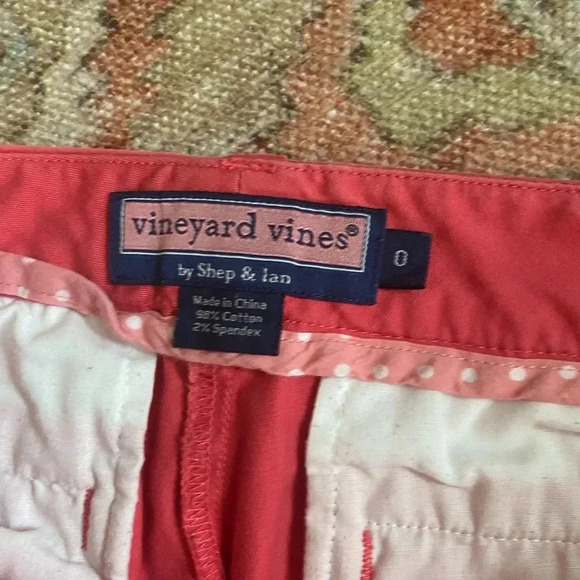 vineyard vines®
by Shep & Ian
0
Made in China
98% Cotton
2% Spandex